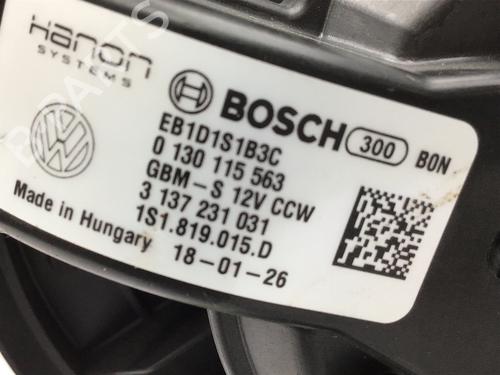 Hanon
SYSTEMS
BOSCH 300 BON
EB1D1S1B3C
0 130 115 563
GBM-S 12V CCW
3 137 231 031
1S1.819.015.D
Made in Hungary
18-01-26